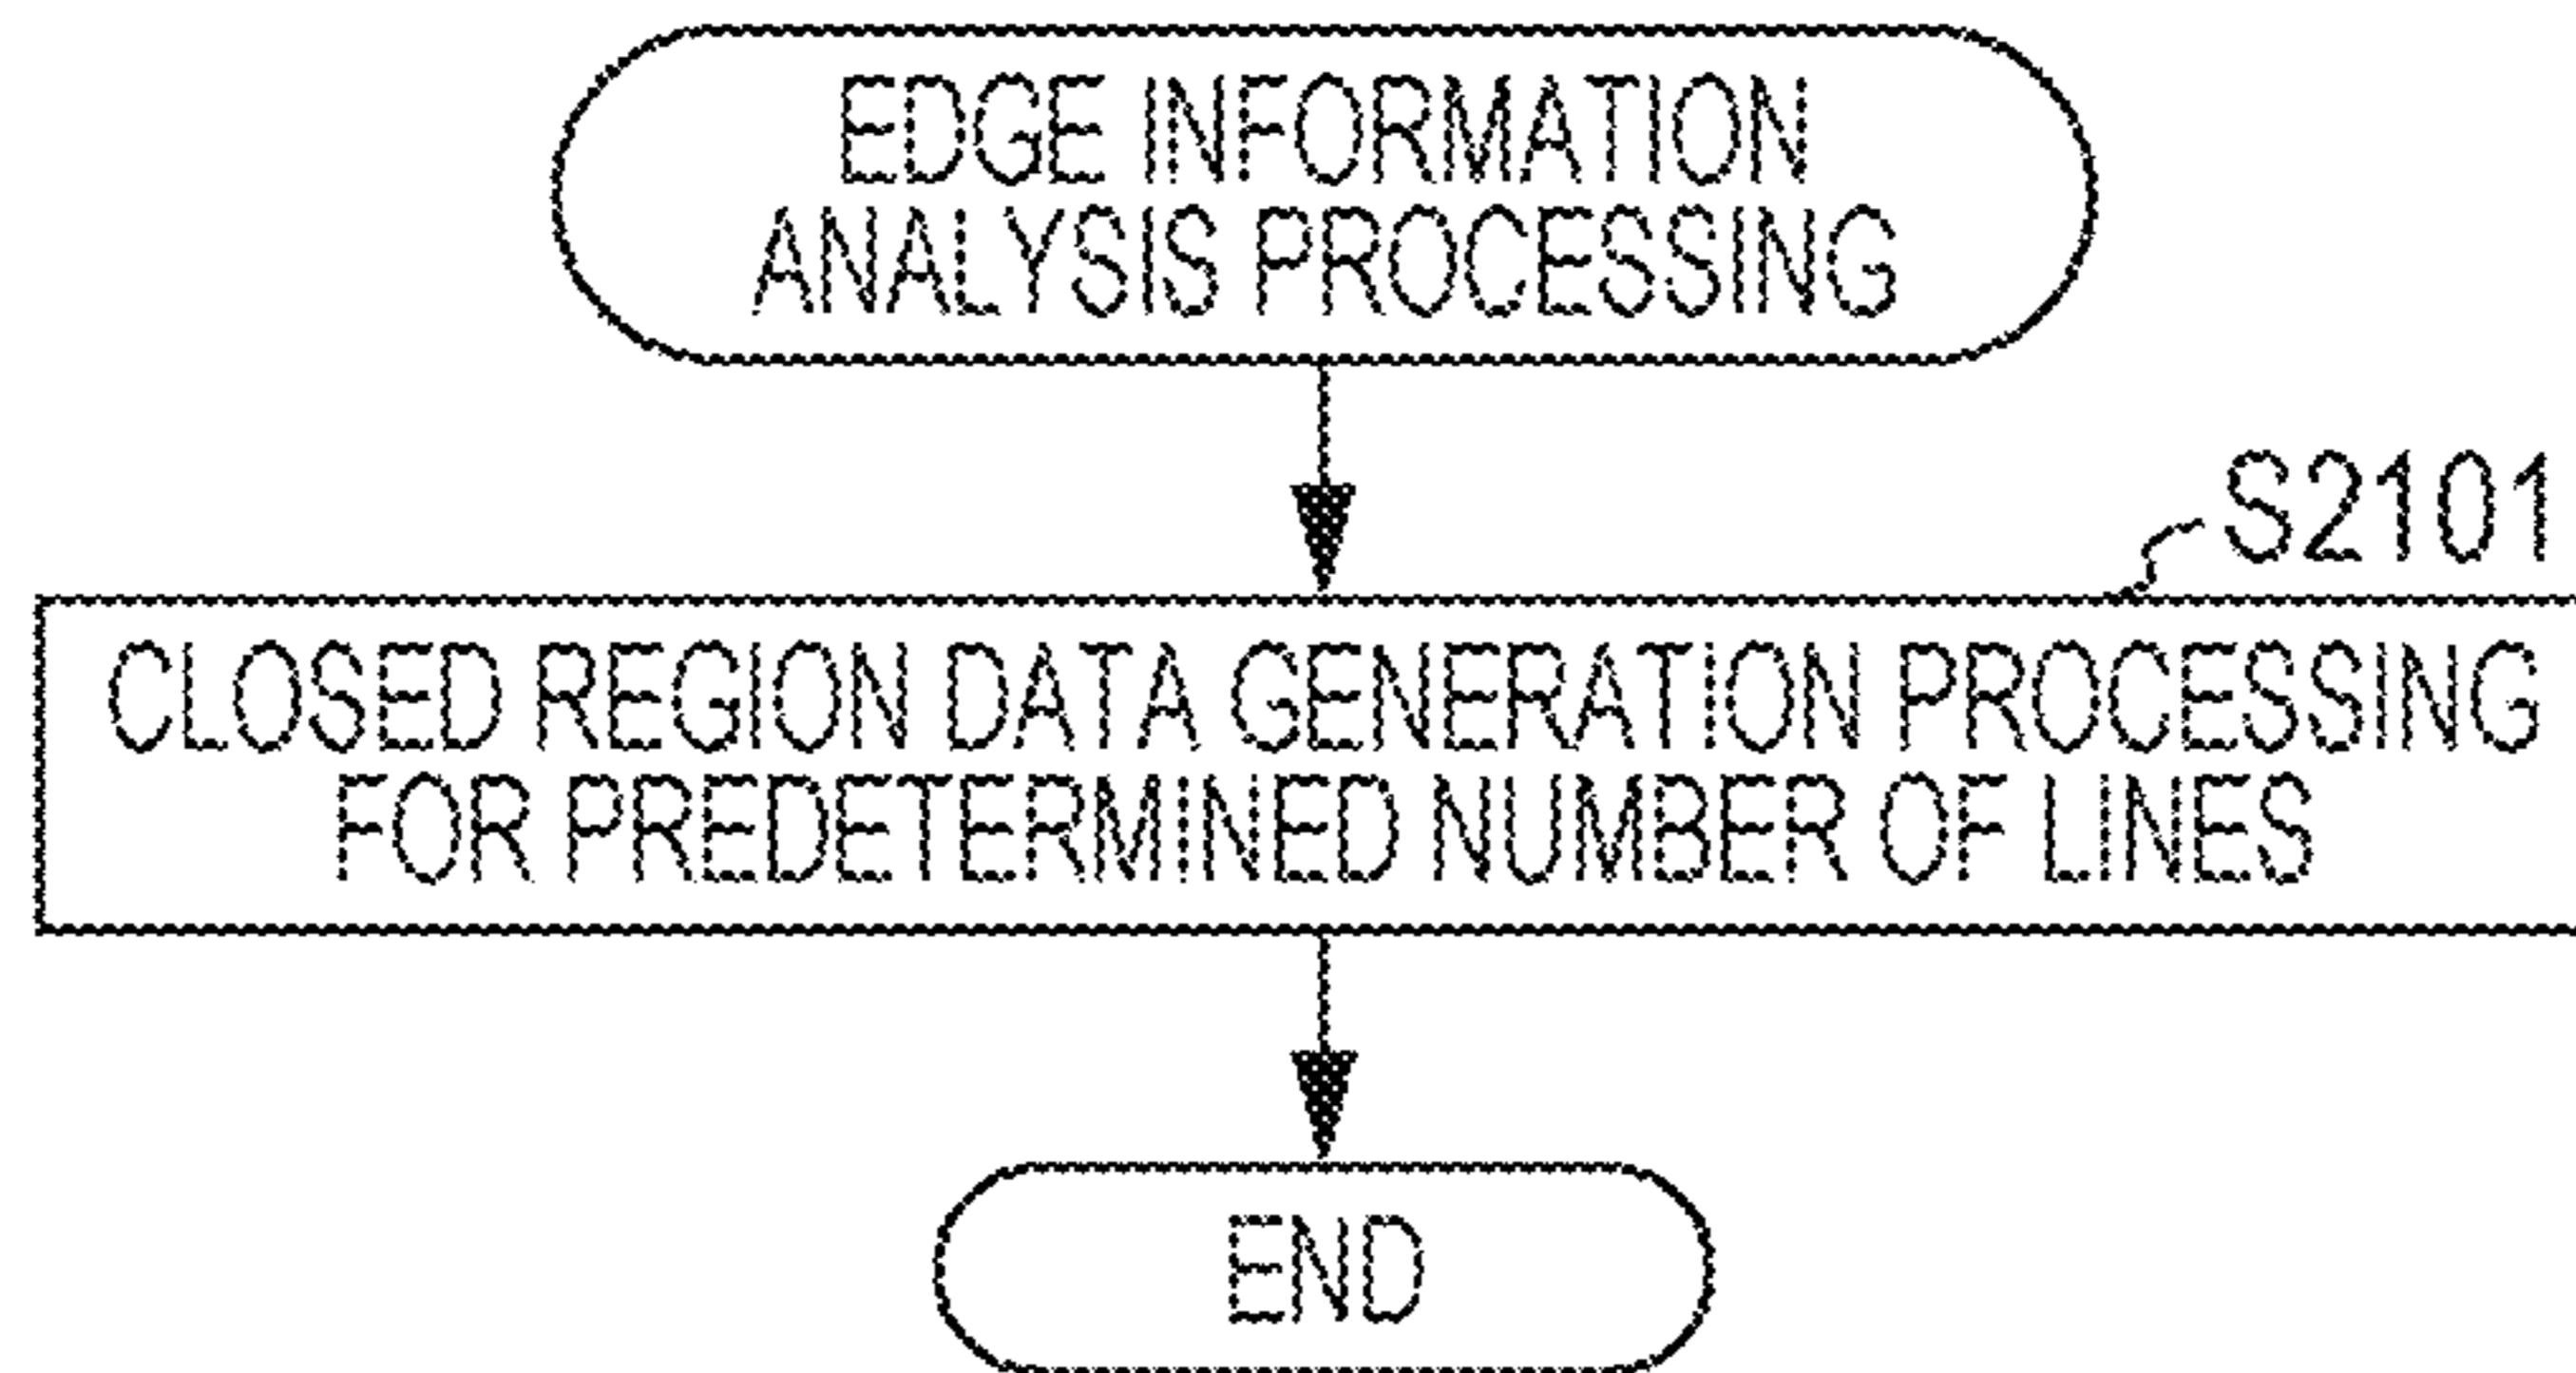 EDGE INFORMATION
ANALYSIS PROCESSING
S2101
CLOSED REGION DATA GENERATION PROCESSING
FOR PREDETERMINED NUMBER OF LINES
END